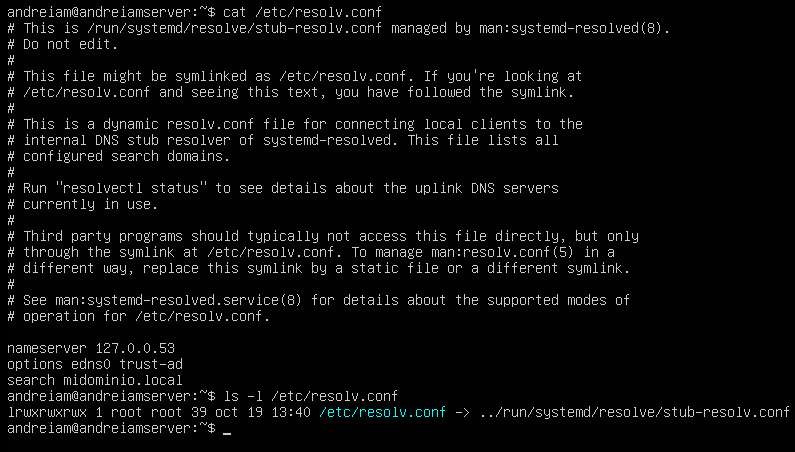 andreiam@andreiamserver:~$ cat /etc/resolv.conf
# This is /run/systemd/resolve/stub-resolv.conf managed by man:systemd-resolved(8).
# Do not edit.
#
# This file might be symlinked as /etc/resolv.conf. If you're looking at
# /etc/resolv.conf and seeing this text, you have followed the symlink.
#
# This is a dynamic resolv.conf file for connecting local clients to the
# internal DNS stub resolver of systemd-resolved. This file lists all
# configured search domains.
#
# Run "resolvectl status" to see details about the uplink DNS servers
# currently in use.
#
# Third party programs should typically not access this file directly, but only
# through the symlink at /etc/resolv.conf. To manage man:resolv.conf(5) in a
# different way, replace this symlink by a static file or a different symlink.
#
# See man:systemd-resolved.service(8) for details about the supported modes of
# operation for /etc/resolv.conf.

nameserver 127.0.0.53
options edns0 trust-ad
search midominio.local
andreiam@andreiamserver:~$ ls -l /etc/resolv.conf
lrwxrwxrwx 1 root root 39 oct 19 13:40 /etc/resolv.conf -> ../run/systemd/resolve/stub-resolv.conf
andreiam@andreiamserver:~$ _